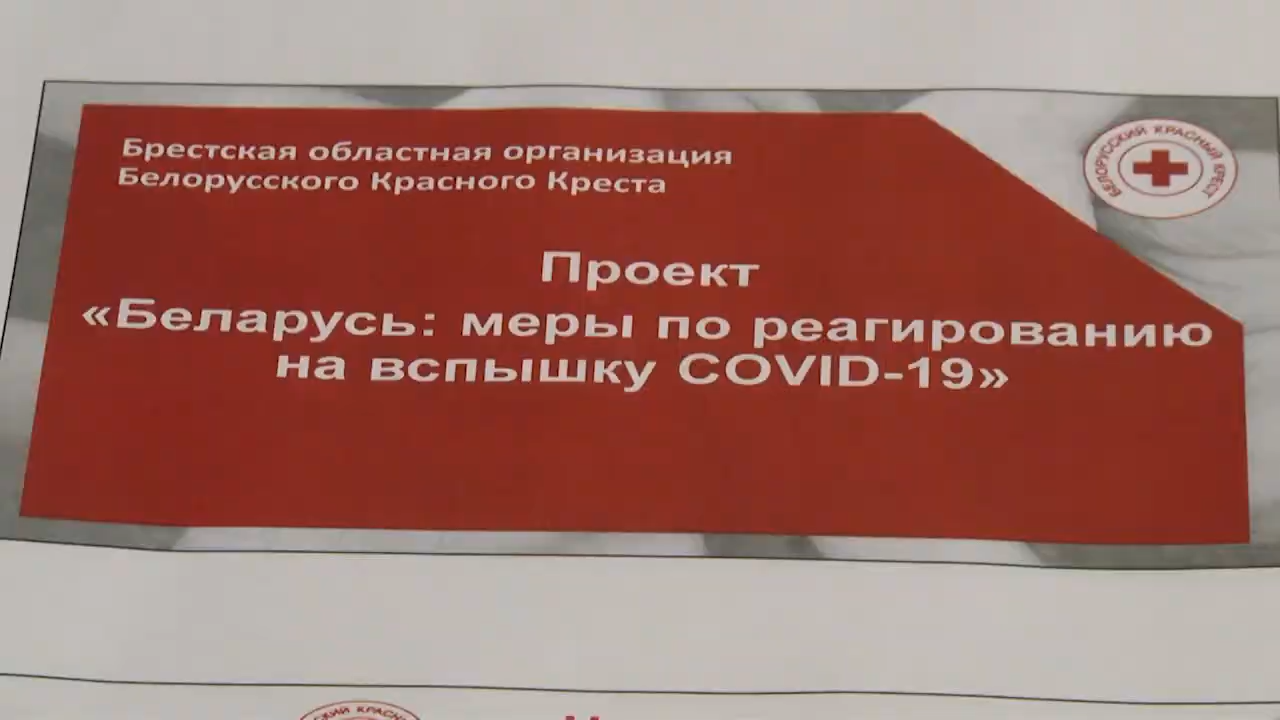 Брестская областная организация
Белорусского Красного Креста
БЕЛОРУССКИЙ КРАСНЫЙ КРЕСТ
Проект
«Беларусь: меры по реагированию
на вспышку COVID-19»